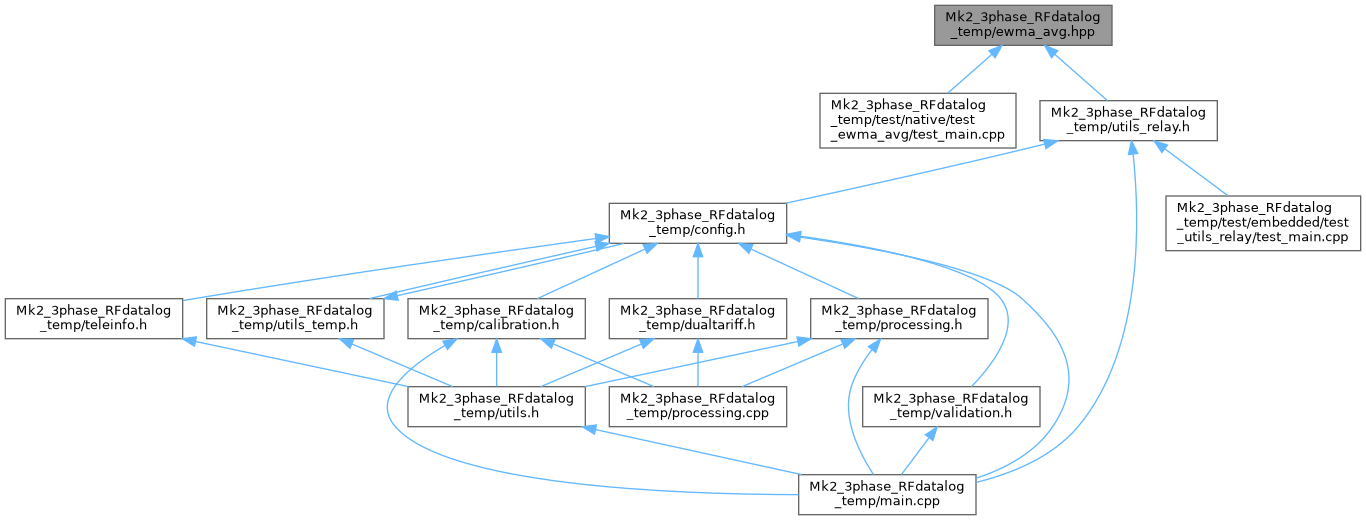 Mk2_3phase_RFdatalog
_temp/ewma_avg.hpp
Mk2_3phase_RFdatalog
_temp/test/native/test
_ewma_avg/test_main.cpp
Mk2_3phase_RFdatalog
_temp/utils_relay.h
Mk2_3phase_RFdatalog
_temp/config.h
Mk2_3phase_RFdatalog
_temp/test/embedded/test
_utils_relay/test_main.cpp
Mk2_3phase_RFdatalog
_temp/teleinfo.h
Mk2_3phase_RFdatalog
_temp/utils_temp.h
Mk2_3phase_RFdatalog
_temp/calibration.h
Mk2_3phase_RFdatalog
_temp/dualtariff.h
Mk2_3phase_RFdatalog
_temp/processing.h
Mk2_3phase_RFdatalog
_temp/utils.h
Mk2_3phase_RFdatalog
_temp/processing.cpp
Mk2_3phase_RFdatalog
_temp/validation.h
Mk2_3phase_RFdatalog
_temp/main.cpp